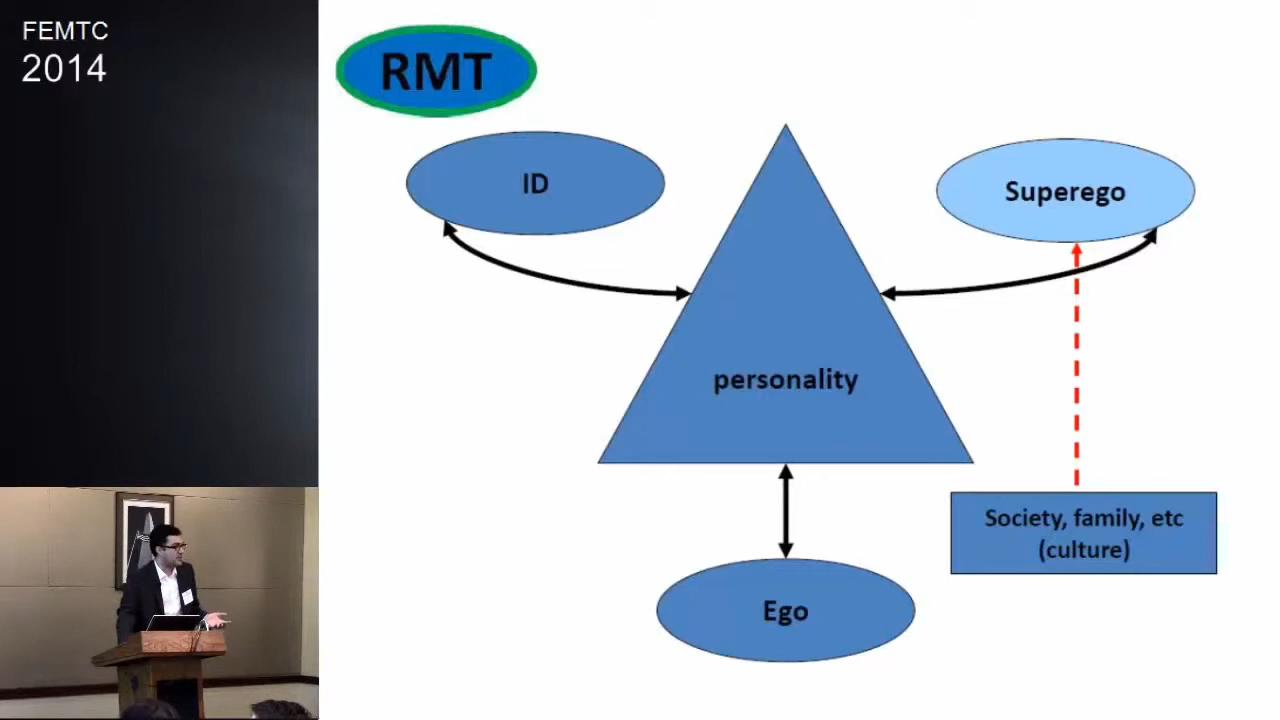 FEMTC
2014
RMT
ID
Superego
personality
Society, family, etc
(culture)
Ego